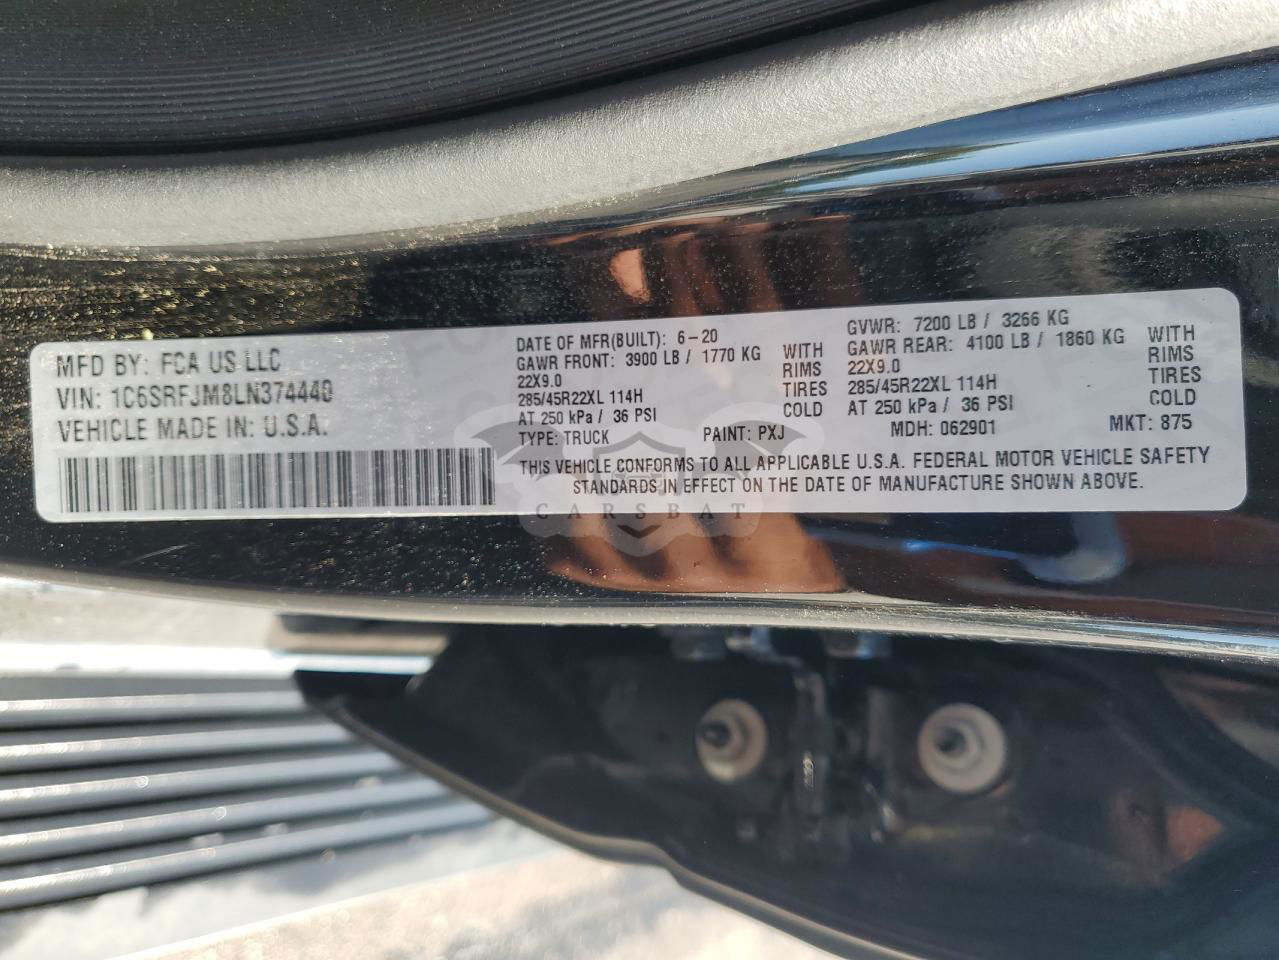 MFD BY: FCA US LLC
VIN: 1C6SRFJM8LN374440
VEHICLE MADE IN: U.S.A.
DATE OF MFR(BUILT): 6-20
GAWR FRONT: 3900 LB / 1770 KG WITH
22X9.0 RIMS
285/45R22XL 114H TIRES
AT 250 kPa / 36 PSI COLD
TYPE: TRUCK PAINT: PXJ
GVWR: 7200 LB / 3266 KG
GAWR REAR: 4100 LB / 1860 KG WITH
22X9.0 RIMS
285/45R22XL 114H TIRES
AT 250 kPa / 36 PSI COLD
MDH: 062901 MKT: 875
THIS VEHICLE CONFORMS TO ALL APPLICABLE U.S.A. FEDERAL MOTOR VEHICLE SAFETY
STANDARDS IN EFFECT ON THE DATE OF MANUFACTURE SHOWN ABOVE.
CARSBAT